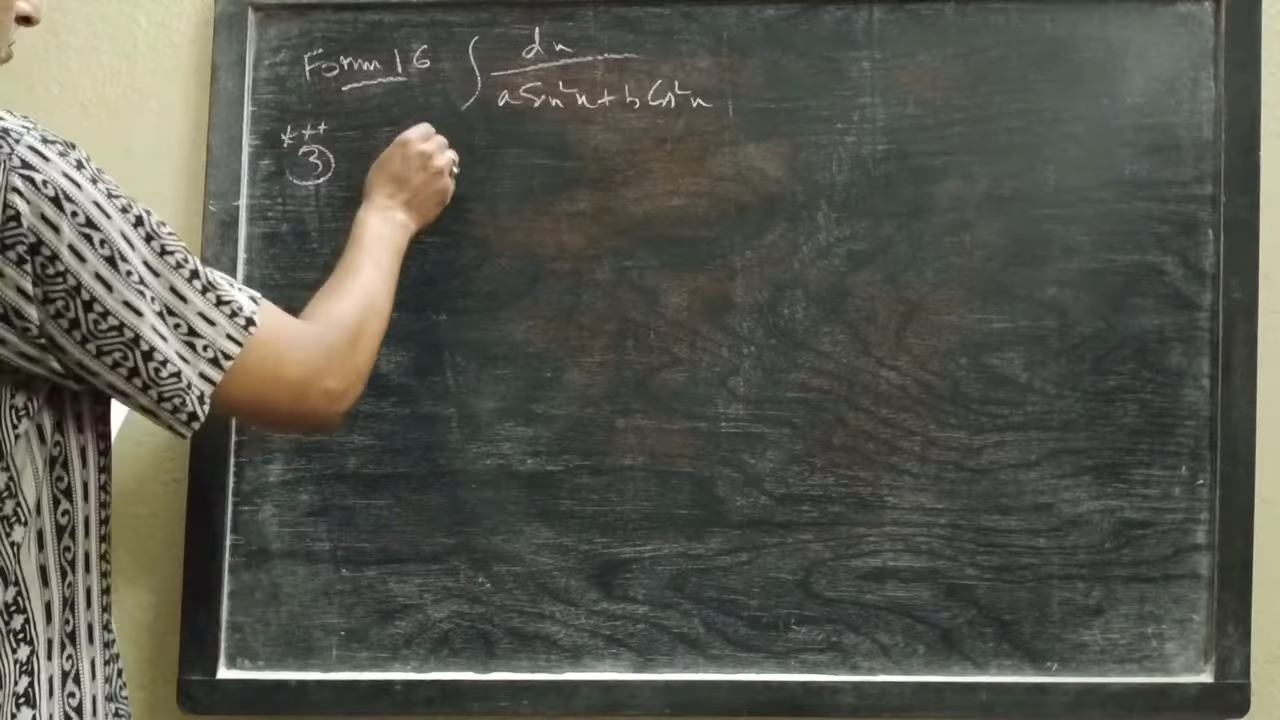 Form 16 ∫ dx / a Sin²x + b Cos²x
***
③